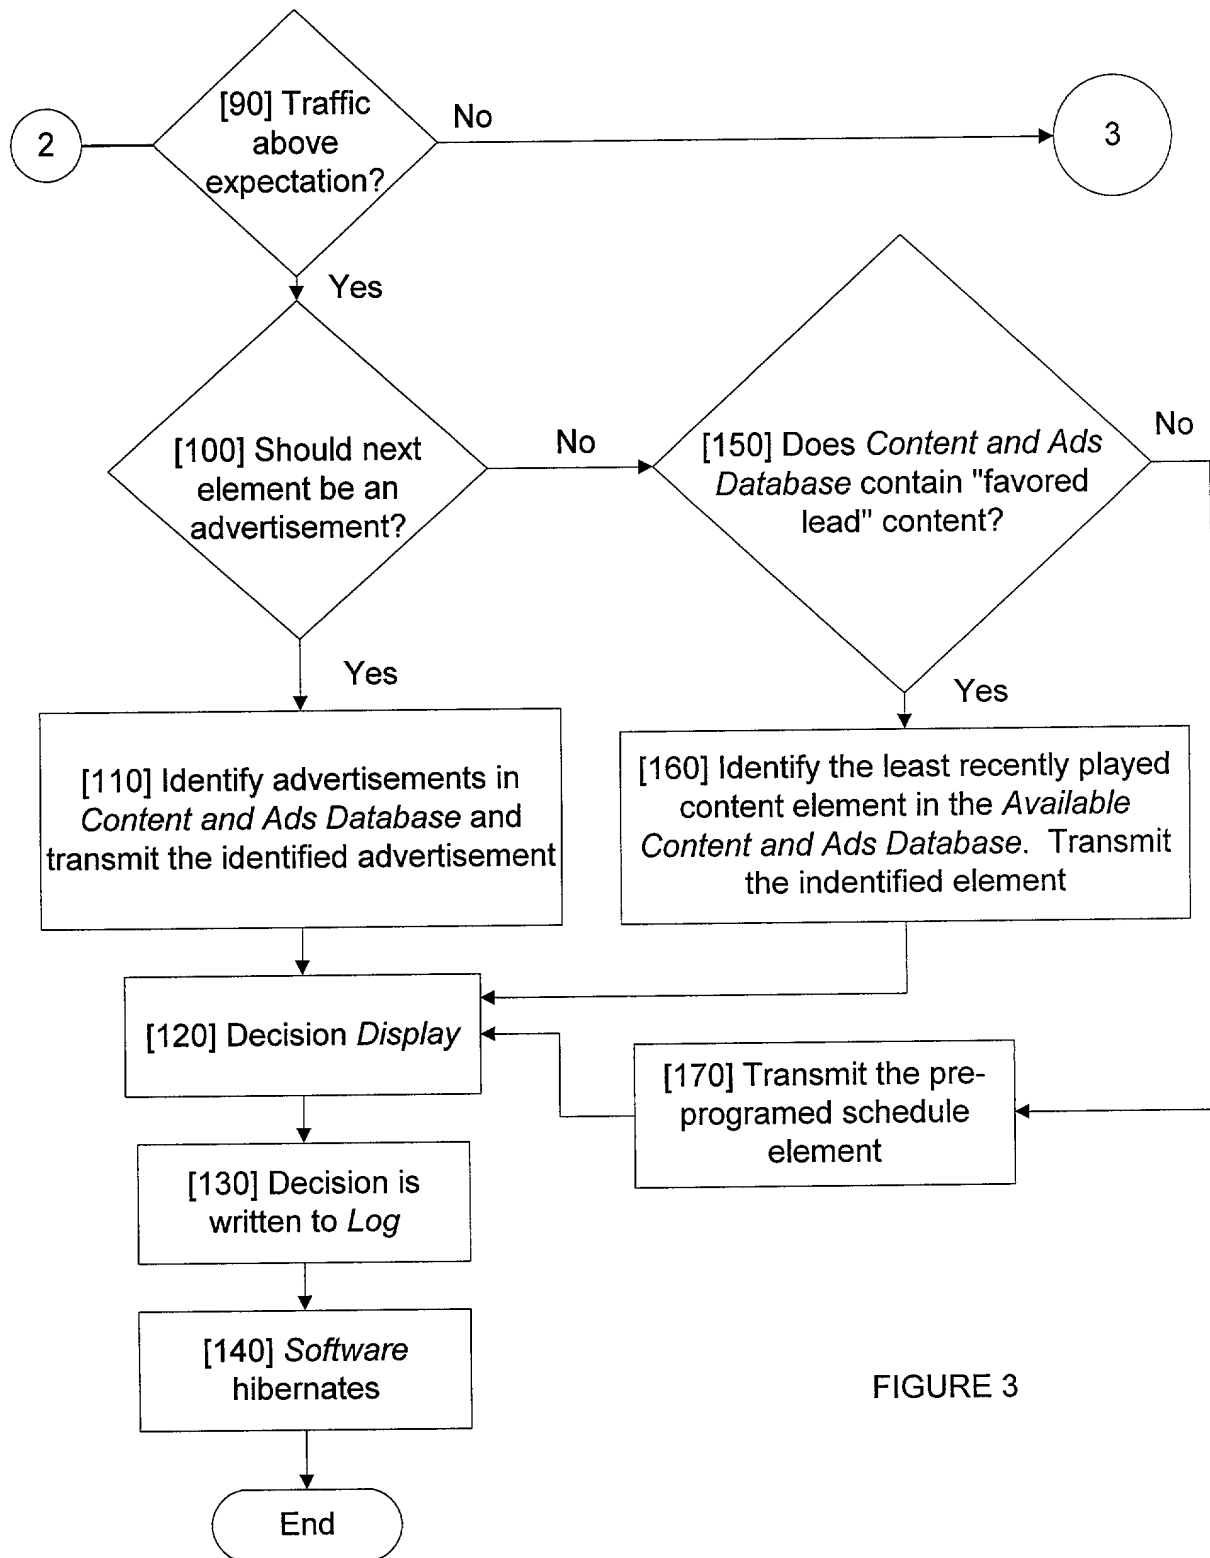 [90] Traffic
above
expectation?
No
2
3
Yes
[100] Should next
element be an
advertisement?
No
[150] Does Content and Ads
Database contain "favored
lead" content?
No
Yes
Yes
[110] Identify advertisements in
Content and Ads Database and
transmit the identified advertisement
[160] Identify the least recently played
content element in the Available
Content and Ads Database. Transmit
the indentified element
[120] Decision Display
[170] Transmit the pre-
programed schedule
element
[130] Decision is
written to Log
[140] Software
hibernates
FIGURE 3
End